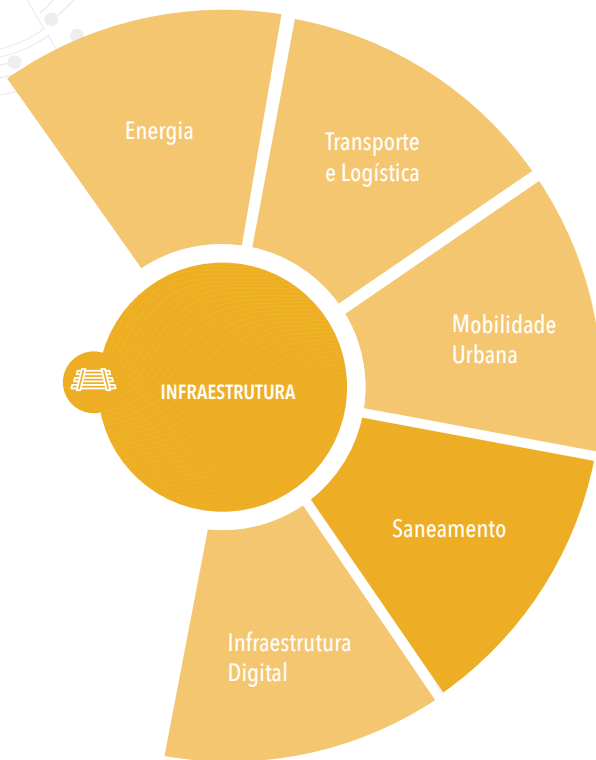 Energia
Transporte
e Logística
Mobilidade
Urbana
INFRAESTRUTURA
Saneamento
Infraestrutura
Digital